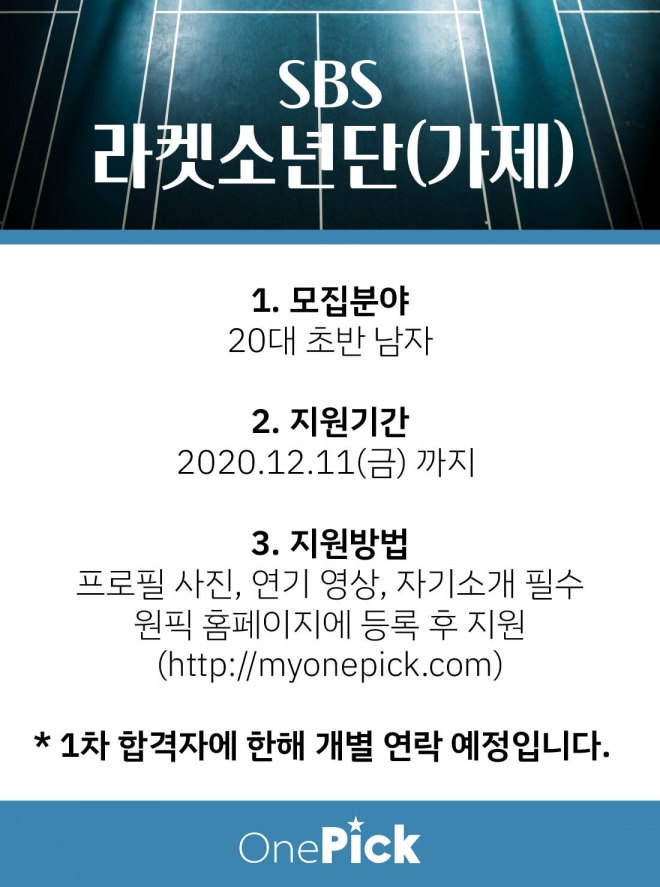 SBS
라켓소년단(가제)
1. 모집분야
20대 초반 남자
2. 지원기간
2020.12.11(금) 까지
3. 지원방법
프로필 사진, 연기 영상, 자기소개 필수
원픽 홈페이지에 등록 후 지원
(http://myonepick.com)
* 1차 합격자에 한해 개별 연락 예정입니다.
OnePick